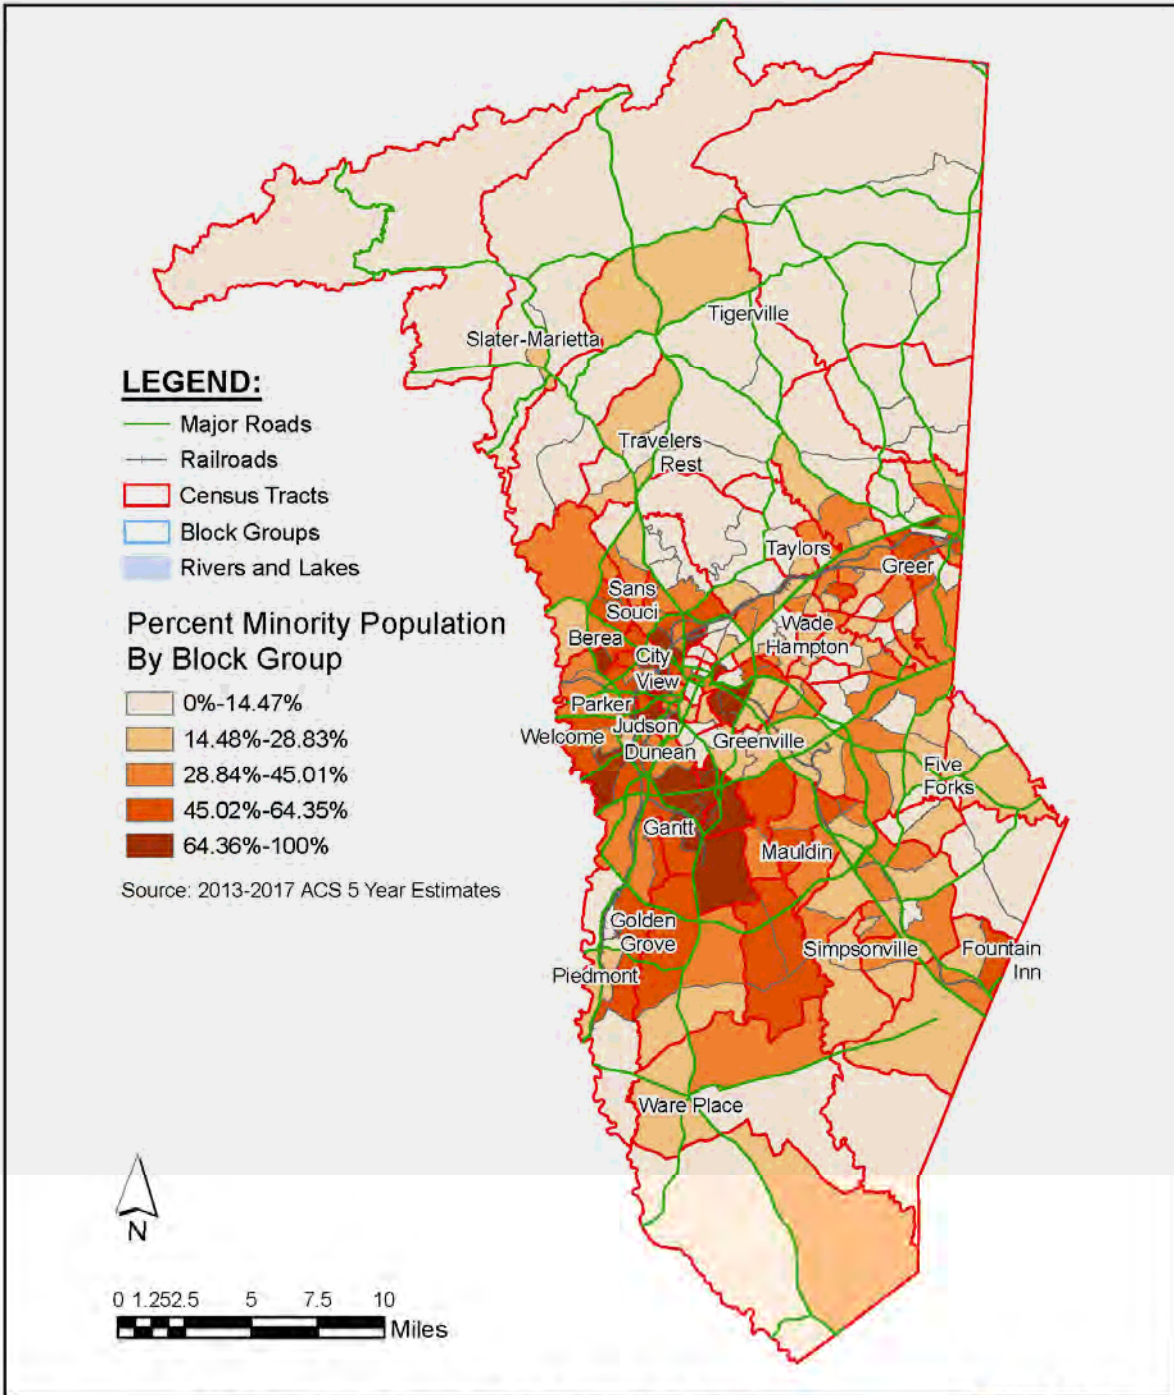 Tigerville
Slater-Marietta
LEGEND:
Major Roads
Railroads
Census Tracts
Block Groups
Rivers and Lakes
Travelers
Rest
Taylors
Greer
Sans
Souci
Wade
Hampton
Berea
City
View
Parker
Judson
Welcome
Dunean
Greenville
Five
Forks
Percent Minority Population
By Block Group
0%-14.47%
14.48%-28.83%
28.84%-45.01%
45.02%-64.35%
64.36%-100%
Source: 2013-2017 ACS 5 Year Estimates
Gantt
Mauldin
Golden
Grove
Simpsonville
Fountain
Inn
Piedmont
Ware Place
N
0 1.252.5 5 7.5 10
Miles